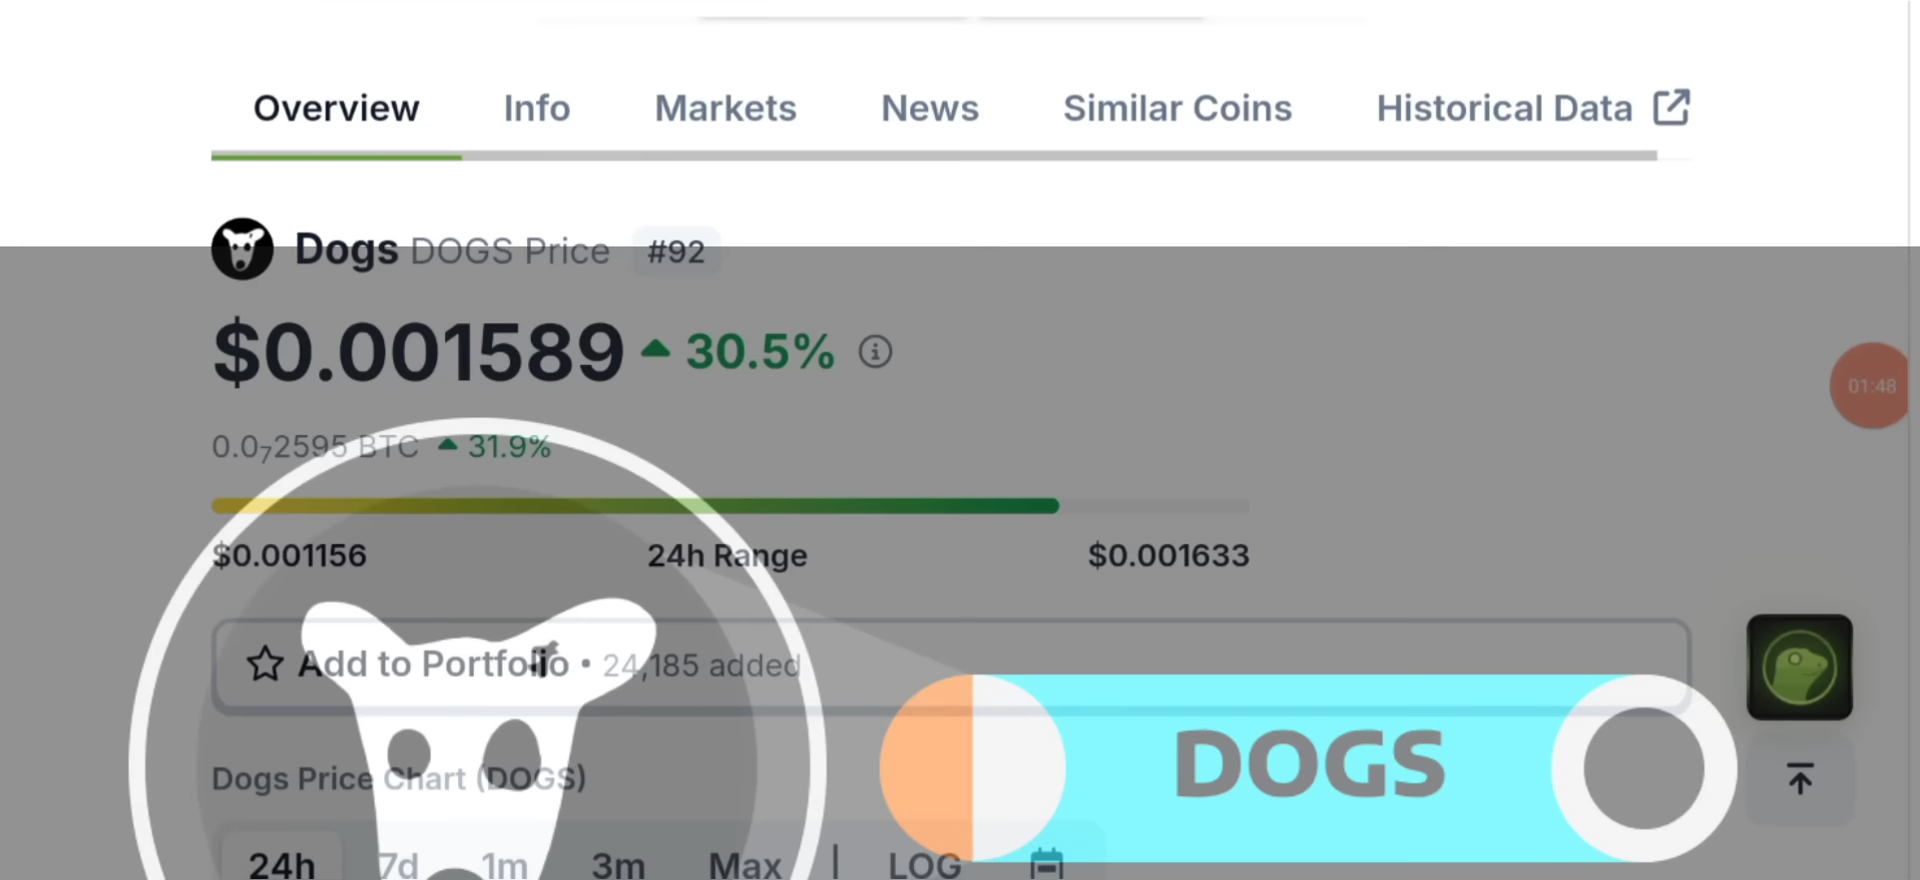 Overview Info Markets News Similar Coins Historical Data
Dogs DOGS Price #92
$0.001589 30.5%
0.0₇2595 BTC 31.9%
$0.001156 24h Range $0.001633
Add to Portfolio • 24,185 added
Dogs Price Chart (DOGS)
DOGS
24h 7d 1m 3m Max | LOG
01:48